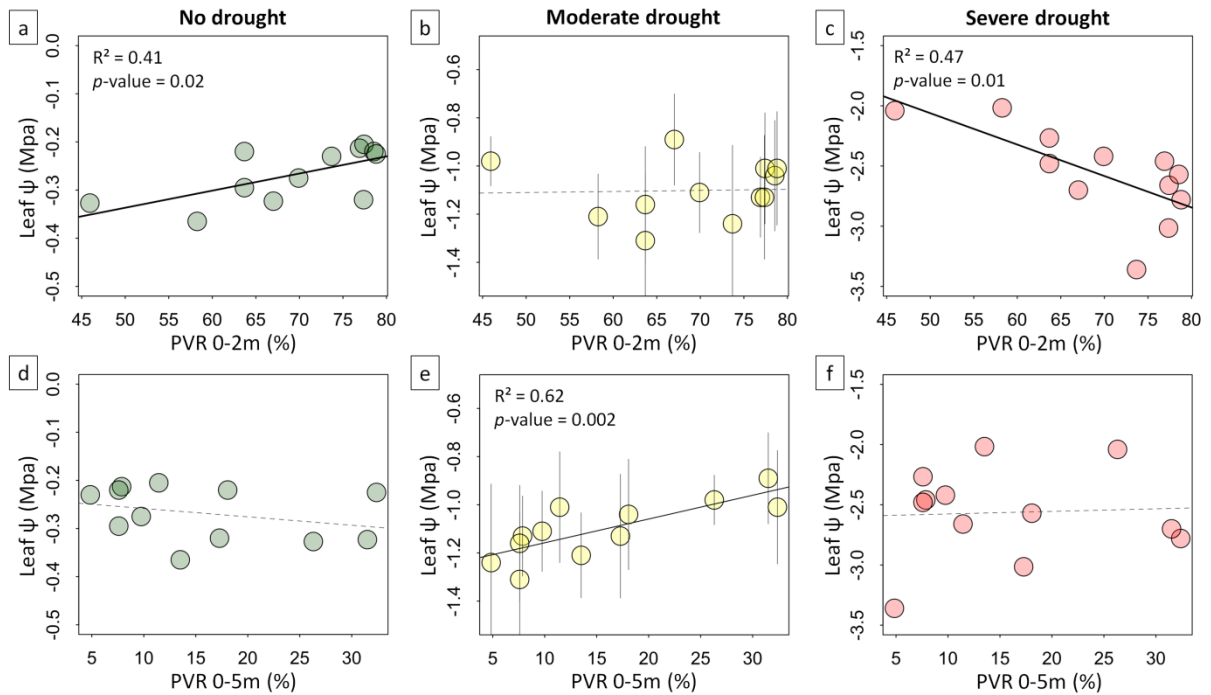 No drought
Moderate drought
Severe drought
a
R² = 0.41
p-value = 0.02
0.0
-0.1
-0.2
-0.3
-0.4
-0.5
Leaf Ψ (Mpa)
45 50 55 60 65 70 75 80
PVR 0-2m (%)
b
-0.6
-0.8
-1.0
-1.2
-1.4
Leaf Ψ (Mpa)
45 50 55 60 65 70 75 80
PVR 0-2m (%)
c
R² = 0.47
p-value = 0.01
-1.5
-2.0
-2.5
-3.0
-3.5
Leaf Ψ (Mpa)
45 50 55 60 65 70 75 80
PVR 0-2m (%)
d
0.0
-0.1
-0.2
-0.3
-0.4
-0.5
Leaf Ψ (Mpa)
5 10 15 20 25 30
PVR 0-5m (%)
e
R² = 0.62
p-value = 0.002
-0.6
-0.8
-1.0
-1.2
-1.4
Leaf Ψ (Mpa)
5 10 15 20 25 30
PVR 0-5m (%)
f
-1.5
-2.0
-2.5
-3.0
-3.5
Leaf Ψ (Mpa)
5 10 15 20 25 30
PVR 0-5m (%)